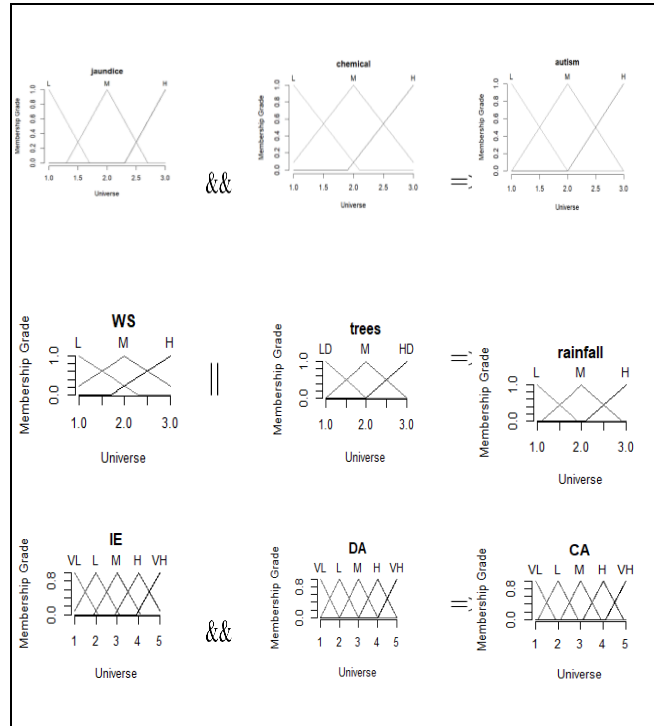 jaundice
L M H
Membership Grade
0.0 0.2 0.4 0.6 0.8 1.0
1.0 1.5 2.0 2.5 3.0
Universe
&&
chemical
L M H
Membership Grade
0.0 0.2 0.4 0.6 0.8 1.0
1.0 1.5 2.0 2.5 3.0
Universe
=>
autism
L M H
Membership Grade
0.0 0.2 0.4 0.6 0.8 1.0
1.0 1.5 2.0 2.5 3.0
Universe
WS
L M H
Membership Grade
0.0 1.0
1.0 2.0 3.0
Universe
||
trees
LD M HD
Membership Grade
0.0 1.0
1.0 2.0 3.0
Universe
=>
rainfall
L M H
Membership Grade
0.0 1.0
1.0 2.0 3.0
Universe
IE
VL L M H VH
Membership Grade
0.0 0.8
1 2 3 4 5
Universe
&&
DA
VL L M H VH
Membership Grade
0.0 0.8
1 2 3 4 5
Universe
=>
CA
VL L M H VH
Membership Grade
0.0 0.8
1 2 3 4 5
Universe